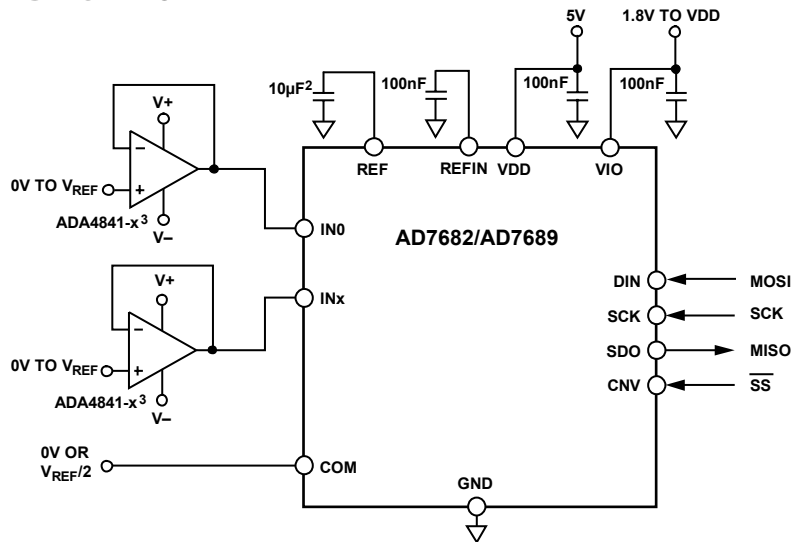 5V
1.8V TO VDD
10µF²
100nF
100nF
100nF
V+
REF
REFIN
VDD
VIO
–
+
0V TO VREF
ADA4841-x³
V–
IN0
AD7682/AD7689
V+
INx
DIN
MOSI
SCK
SCK
–
+
0V TO VREF
SDO
MISO
ADA4841-x³
V–
CNV
SS
0V OR
VREF/2
COM
GND